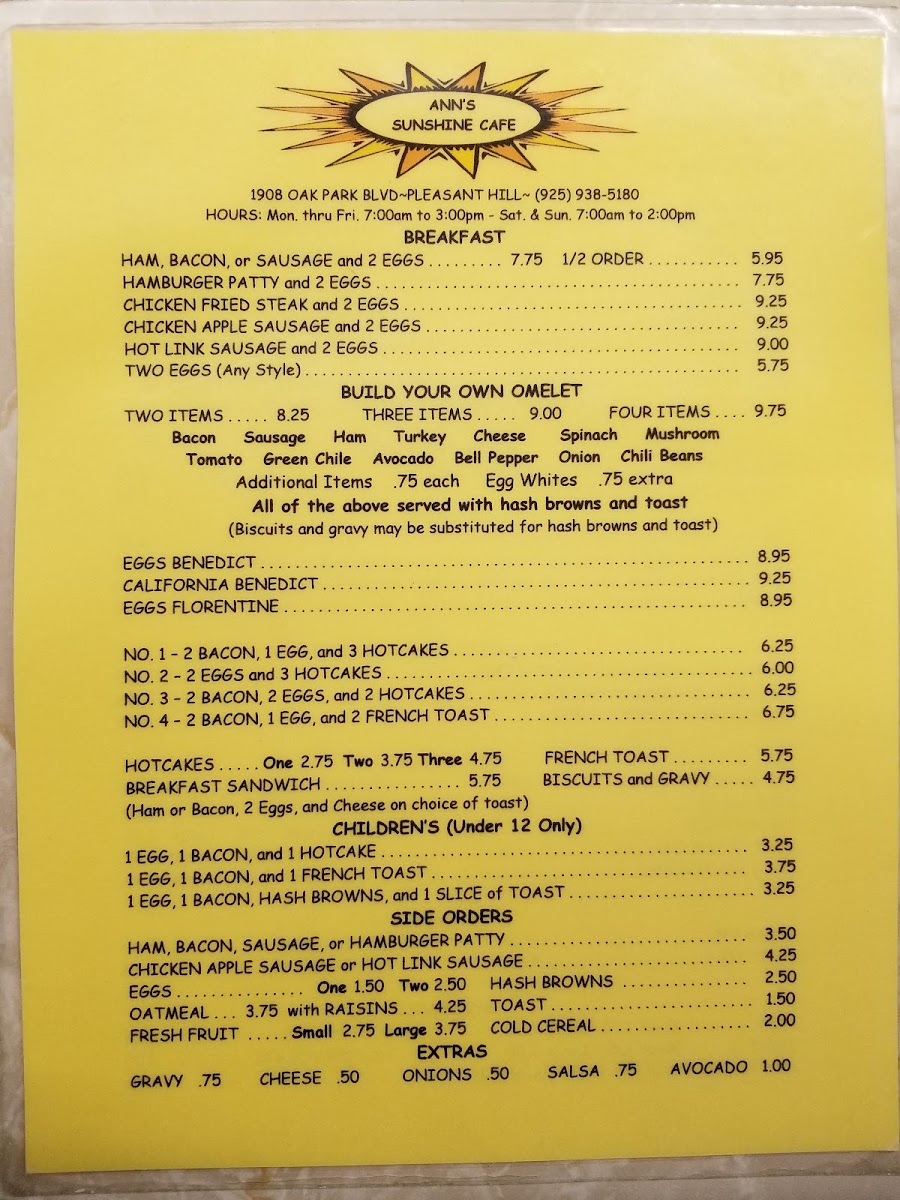 ANN'S
SUNSHINE CAFE
1908 OAK PARK BLVD~PLEASANT HILL~ (925) 938-5180
HOURS: Mon. thru Fri. 7:00am to 3:00pm - Sat. & Sun. 7:00am to 2:00pm
BREAKFAST
HAM, BACON, or SAUSAGE and 2 EGGS ......... 7.75 1/2 ORDER ........... 5.95
HAMBURGER PATTY and 2 EGGS ............................................. 7.75
CHICKEN FRIED STEAK and 2 EGGS ......................................... 9.25
CHICKEN APPLE SAUSAGE and 2 EGGS ...................................... 9.25
HOT LINK SAUSAGE and 2 EGGS ............................................ 9.00
TWO EGGS (Any Style) ..................................................... 5.75
BUILD YOUR OWN OMELET
TWO ITEMS ..... 8.25 THREE ITEMS ..... 9.00 FOUR ITEMS .... 9.75
Bacon Sausage Ham Turkey Cheese Spinach Mushroom
Tomato Green Chile Avocado Bell Pepper Onion Chili Beans
Additional Items .75 each Egg Whites .75 extra
All of the above served with hash browns and toast
(Biscuits and gravy may be substituted for hash browns and toast)
EGGS BENEDICT ........................................................... 8.95
CALIFORNIA BENEDICT .................................................... 9.25
EGGS FLORENTINE ........................................................ 8.95
NO. 1 – 2 BACON, 1 EGG, and 3 HOTCAKES ................................... 6.25
NO. 2 – 2 EGGS and 3 HOTCAKES ............................................ 6.00
NO. 3 – 2 BACON, 2 EGGS, and 2 HOTCAKES ................................. 6.25
NO. 4 – 2 BACON, 1 EGG, and 2 FRENCH TOAST .............................. 6.75
HOTCAKES ..... One 2.75 Two 3.75 Three 4.75 FRENCH TOAST .......... 5.75
BREAKFAST SANDWICH ................ 5.75 BISCUITS and GRAVY ..... 4.75
(Ham or Bacon, 2 Eggs, and Cheese on choice of toast)
CHILDREN'S (Under 12 Only)
1 EGG, 1 BACON, and 1 HOTCAKE ............................................ 3.25
1 EGG, 1 BACON, and 1 FRENCH TOAST ...................................... 3.75
1 EGG, 1 BACON, HASH BROWNS, and 1 SLICE of TOAST ...................... 3.25
SIDE ORDERS
HAM, BACON, SAUSAGE, or HAMBURGER PATTY ............................. 3.50
CHICKEN APPLE SAUSAGE or HOT LINK SAUSAGE ........................... 4.25
EGGS ............... One 1.50 Two 2.50 HASH BROWNS ............... 2.50
OATMEAL ... 3.75 with RAISINS ... 4.25 TOAST ........................ 1.50
FRESH FRUIT ..... Small 2.75 Large 3.75 COLD CEREAL .................. 2.00
EXTRAS
GRAVY .75 CHEESE .50 ONIONS .50 SALSA .75 AVOCADO 1.00